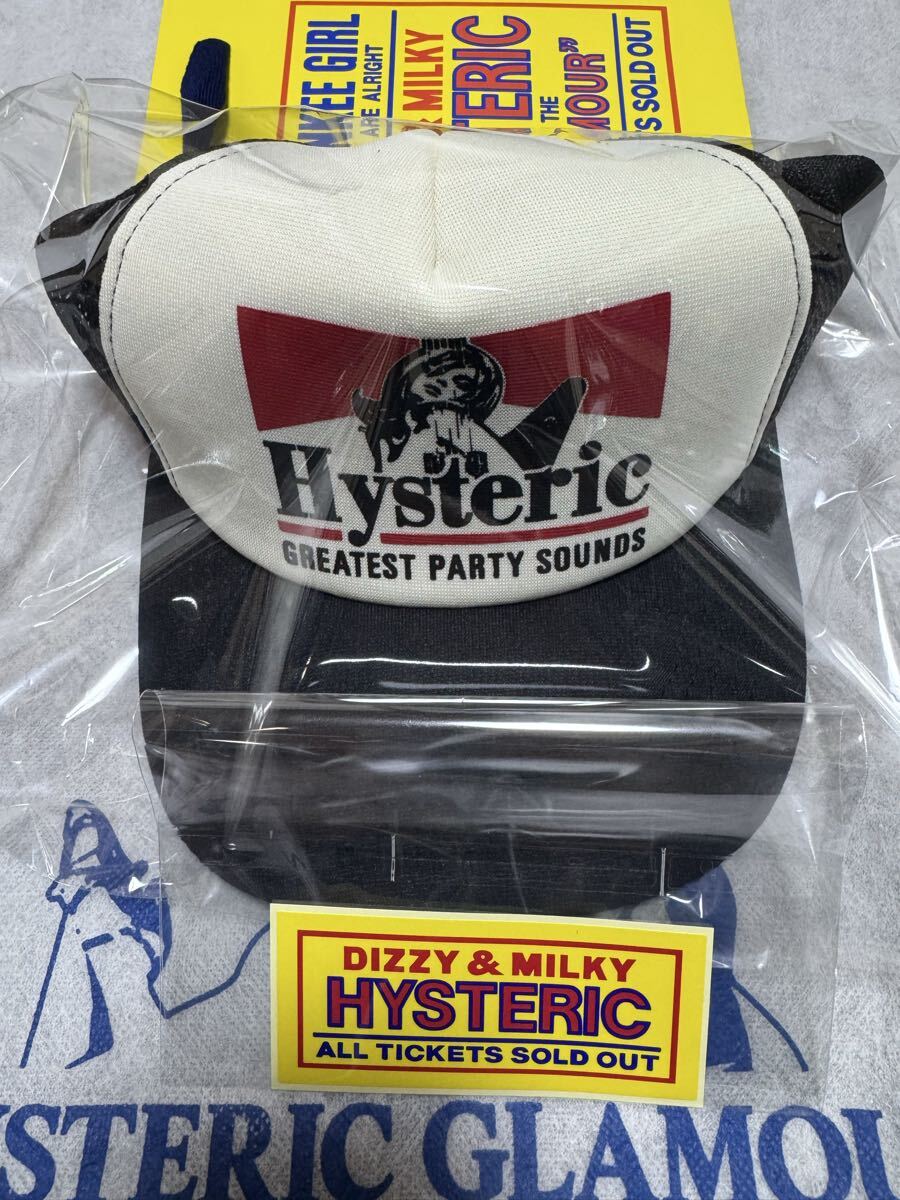 NKEE GIRL
ARE ALRIGHT
& MILKY
TERIC
THE
MOUR"
S SOLD OUT
Hysteric
GREATEST PARTY SOUNDS
DIZZY & MILKY
HYSTERIC
ALL TICKETS SOLD OUT
YSTERIC GLAMOU